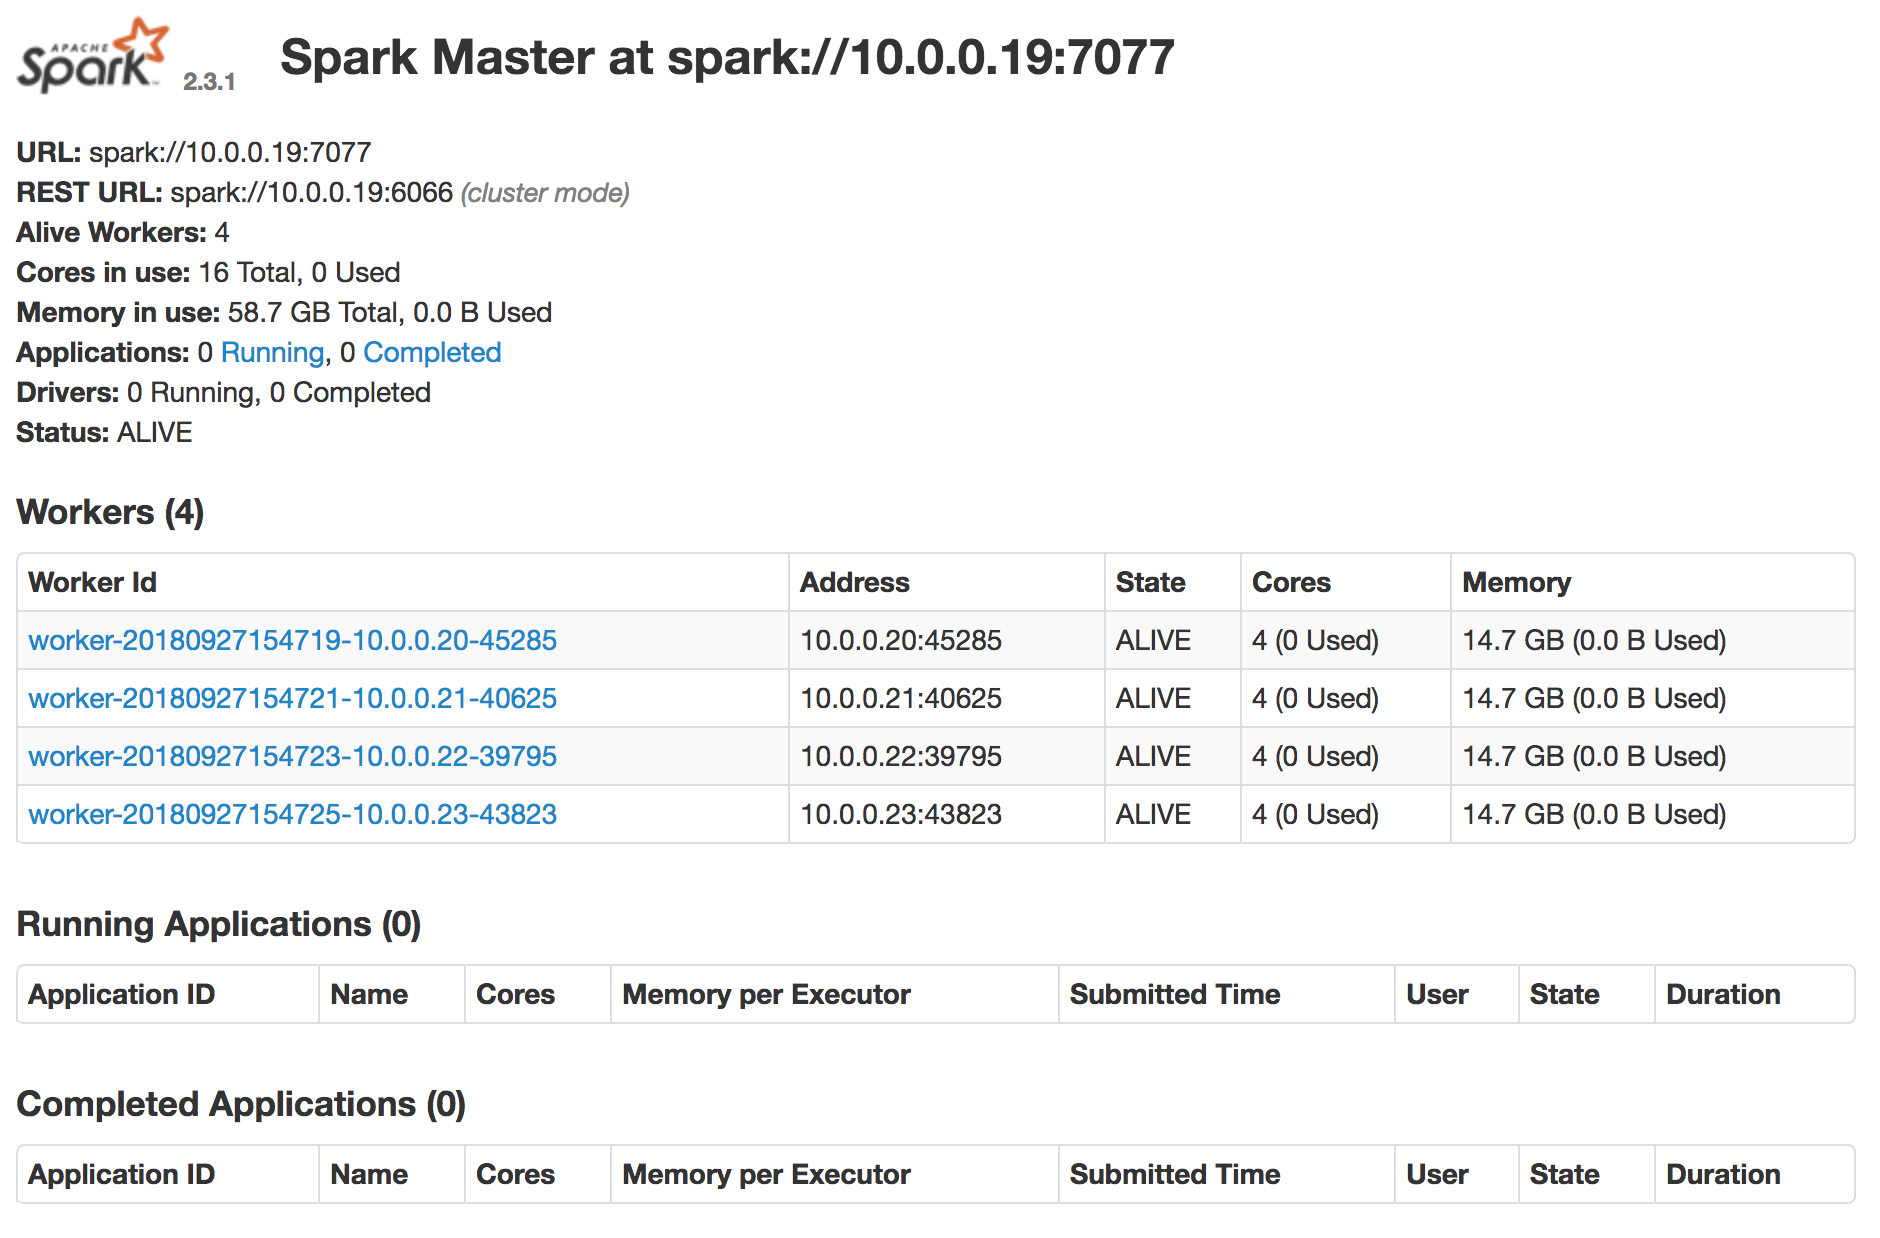 APACHE
Spark™ 2.3.1 Spark Master at spark://10.0.0.19:7077
URL: spark://10.0.0.19:7077
REST URL: spark://10.0.0.19:6066 (cluster mode)
Alive Workers: 4
Cores in use: 16 Total, 0 Used
Memory in use: 58.7 GB Total, 0.0 B Used
Applications: 0 Running, 0 Completed
Drivers: 0 Running, 0 Completed
Status: ALIVE
Workers (4)
Worker Id Address State Cores Memory
worker-20180927154719-10.0.0.20-45285 10.0.0.20:45285 ALIVE 4 (0 Used) 14.7 GB (0.0 B Used)
worker-20180927154721-10.0.0.21-40625 10.0.0.21:40625 ALIVE 4 (0 Used) 14.7 GB (0.0 B Used)
worker-20180927154723-10.0.0.22-39795 10.0.0.22:39795 ALIVE 4 (0 Used) 14.7 GB (0.0 B Used)
worker-20180927154725-10.0.0.23-43823 10.0.0.23:43823 ALIVE 4 (0 Used) 14.7 GB (0.0 B Used)
Running Applications (0)
Application ID Name Cores Memory per Executor Submitted Time User State Duration
Completed Applications (0)
Application ID Name Cores Memory per Executor Submitted Time User State Duration